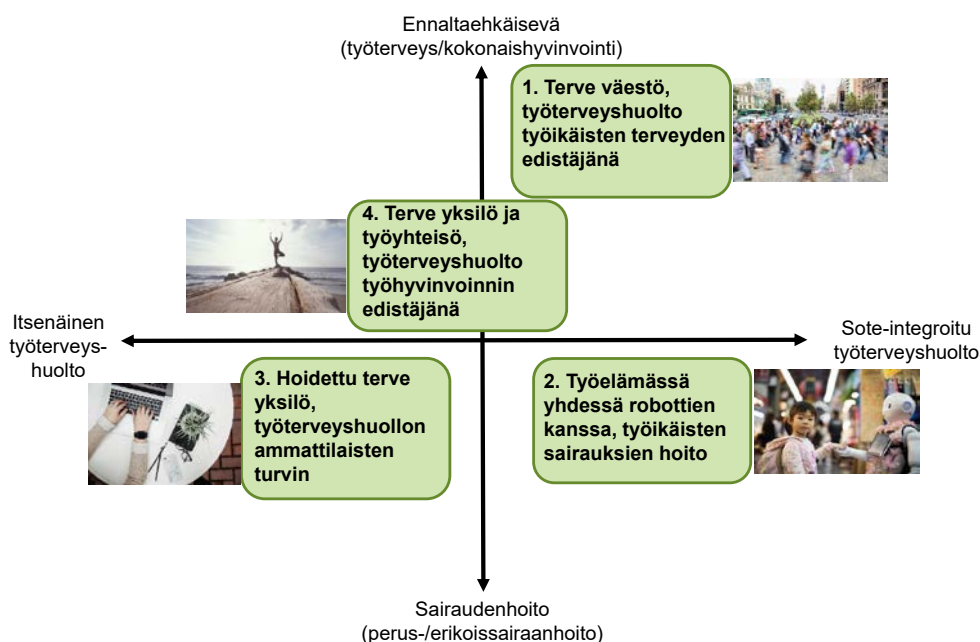 Ennaltaehkäisevä
(työterveys/kokonaishyvinvointi)
1. Terve väestö,
työterveyshuolto
työikäisten terveyden
edistäjänä
4. Terve yksilö ja
työyhteisö,
työterveyshuolto
työhyvinvoinnin
edistäjänä
Itsenäinen
työterveys-
huolto
Sote-integroitu
työterveyshuolto
3. Hoidettu terve
yksilö,
työterveyshuollon
ammattilaisten
turvin
2. Työelämässä
yhdessä robottien
kanssa, työikäisten
sairauksien hoito
Sairaudenhoito
(perus-/erikoissairaanhoito)